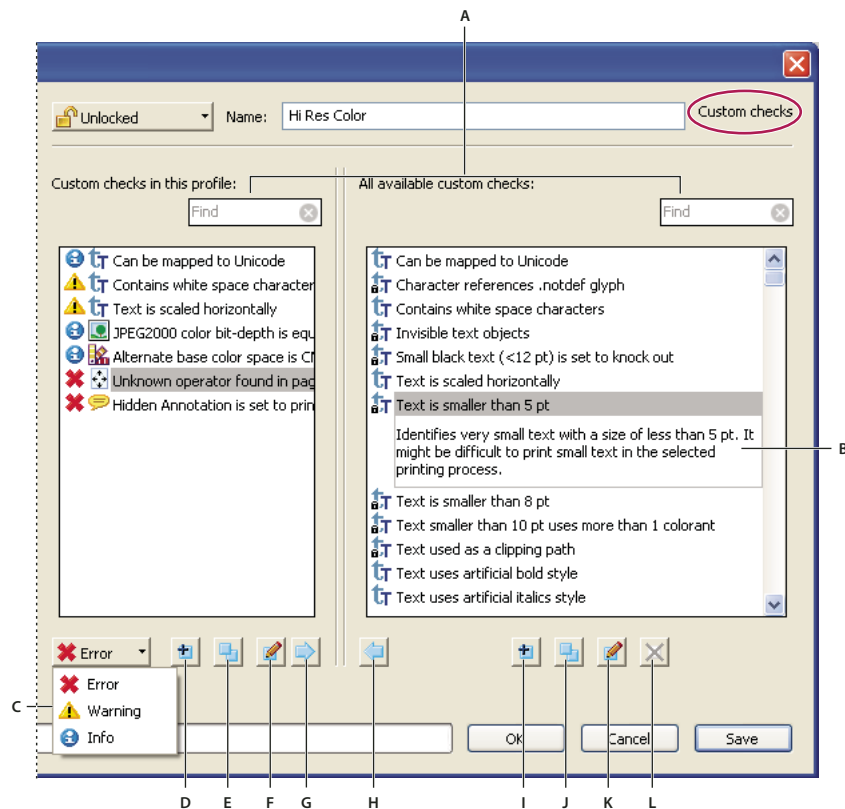 A
Unlocked
Name:
Hi Res Color
Custom checks
Custom checks in this profile:
Find
All available custom checks:
Find
Can be mapped to Unicode
Contains white space character
Text is scaled horizontally
JPEG2000 color bit-depth is equ
Alternate base color space is CM
Unknown operator found in pag
Hidden Annotation is set to prin
Can be mapped to Unicode
Character references .notdef glyph
Contains white space characters
Invisible text objects
Small black text (<12 pt) is set to knock out
Text is scaled horizontally
Text is smaller than 5 pt
Identifies very small text with a size of less than 5 pt. It
might be difficult to print small text in the selected
printing process.
B
Text is smaller than 8 pt
Text smaller than 10 pt uses more than 1 colorant
Text used as a clipping path
Text uses artificial bold style
Text uses artificial italics style
Error
C
Error
Warning
Info
OK
Cancel
Save
D
E
F
G
H
I
J
K
L